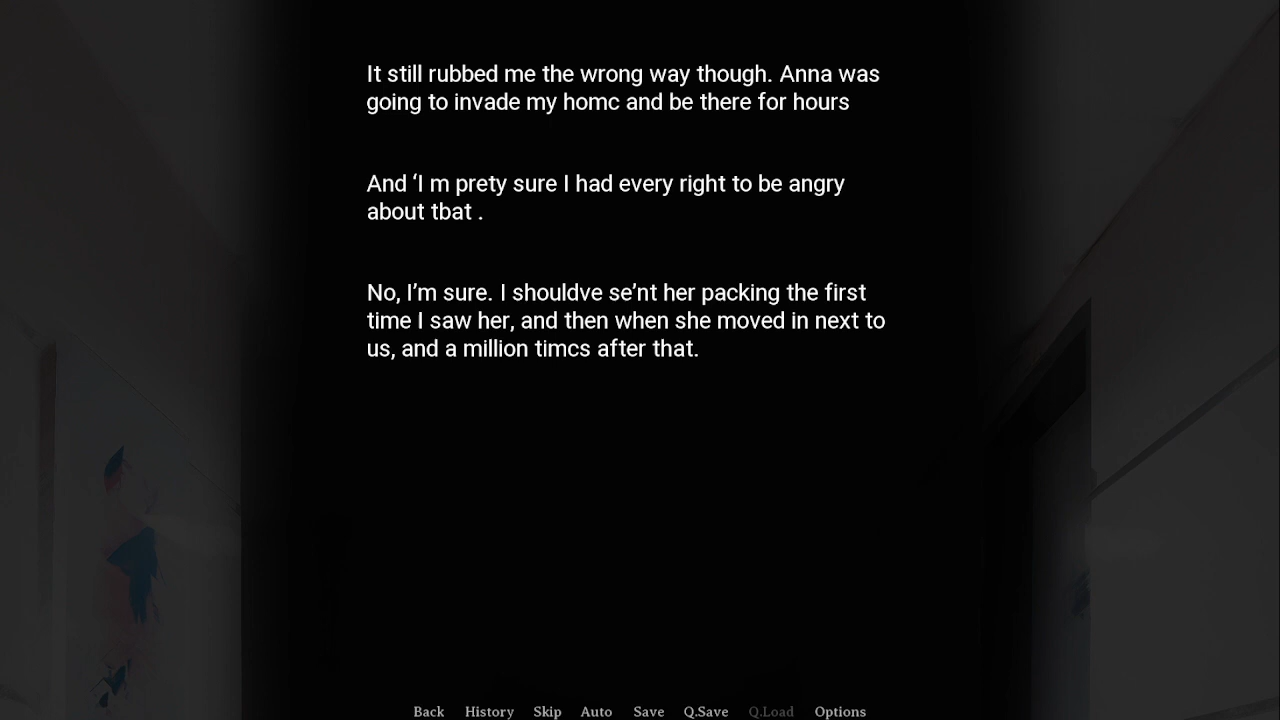 It still rubbed me the wrong way though. Anna was
going to invade my homc and be there for hours
And ‘I m prety sure I had every right to be angry
about tbat .
No, I’m sure. I shouldve se’nt her packing the first
time I saw her, and then when she moved in next to
us, and a million timcs after that.
Back History Skip Auto Save Q.Save Q.Load Options